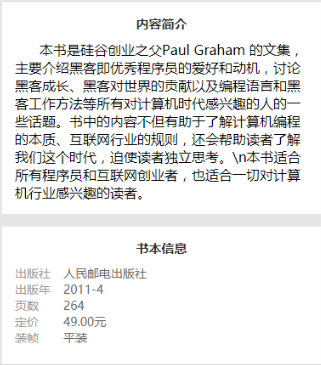 内容简介
本书是硅谷创业之父Paul Graham 的文集，
主要介绍黑客即优秀程序员的爱好和动机，讨论
黑客成长、黑客对世界的贡献以及编程语言和黑
客工作方法等所有对计算机时代感兴趣的人的一
些话题。书中的内容不但有助于了解计算机编程
的本质、互联网行业的规则，还会帮助读者了解
我们这个时代，迫使读者独立思考。\n本书适合
所有程序员和互联网创业者，也适合一切对计算
机行业感兴趣的读者。
书本信息
出版社 人民邮电出版社
出版年 2011-4
页数 264
定价 49.00元
装帧 平装